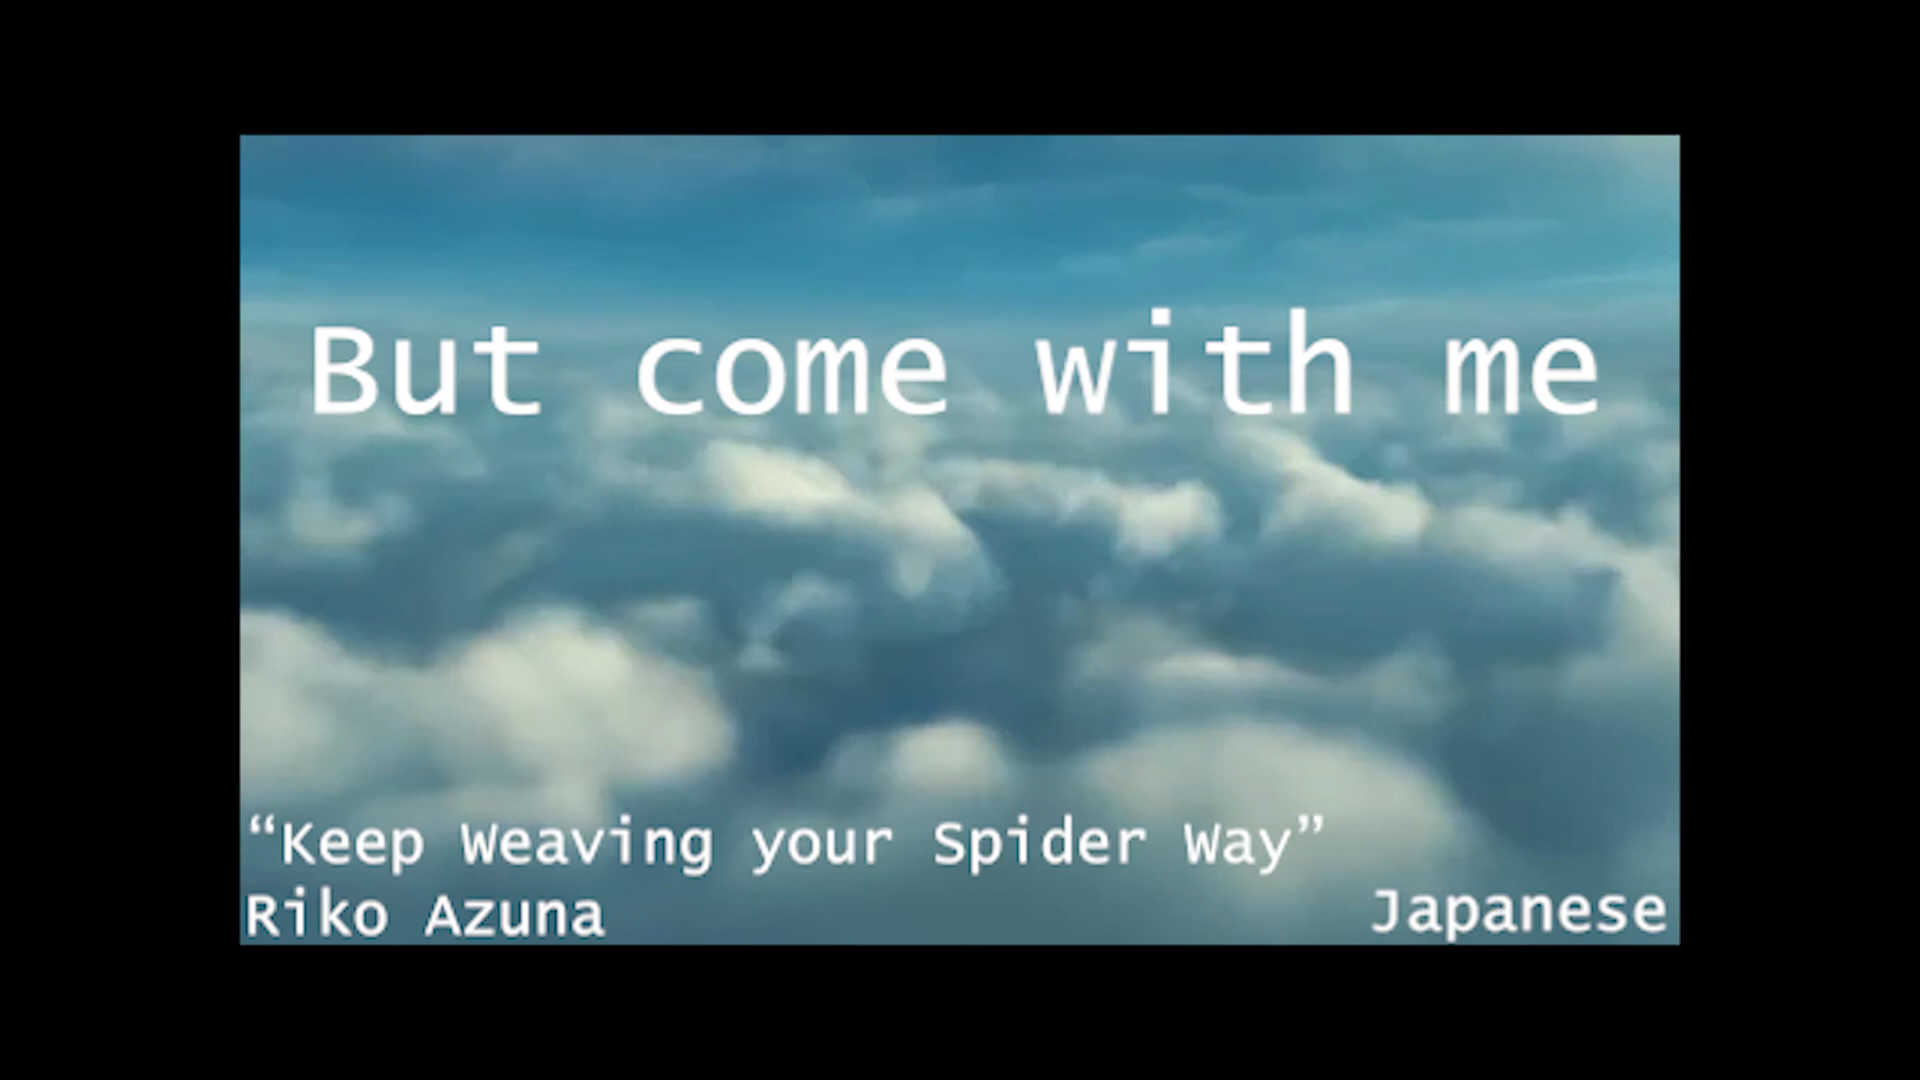 But come with me
“Keep Weaving your Spider Way”
Riko Azuna
Japanese